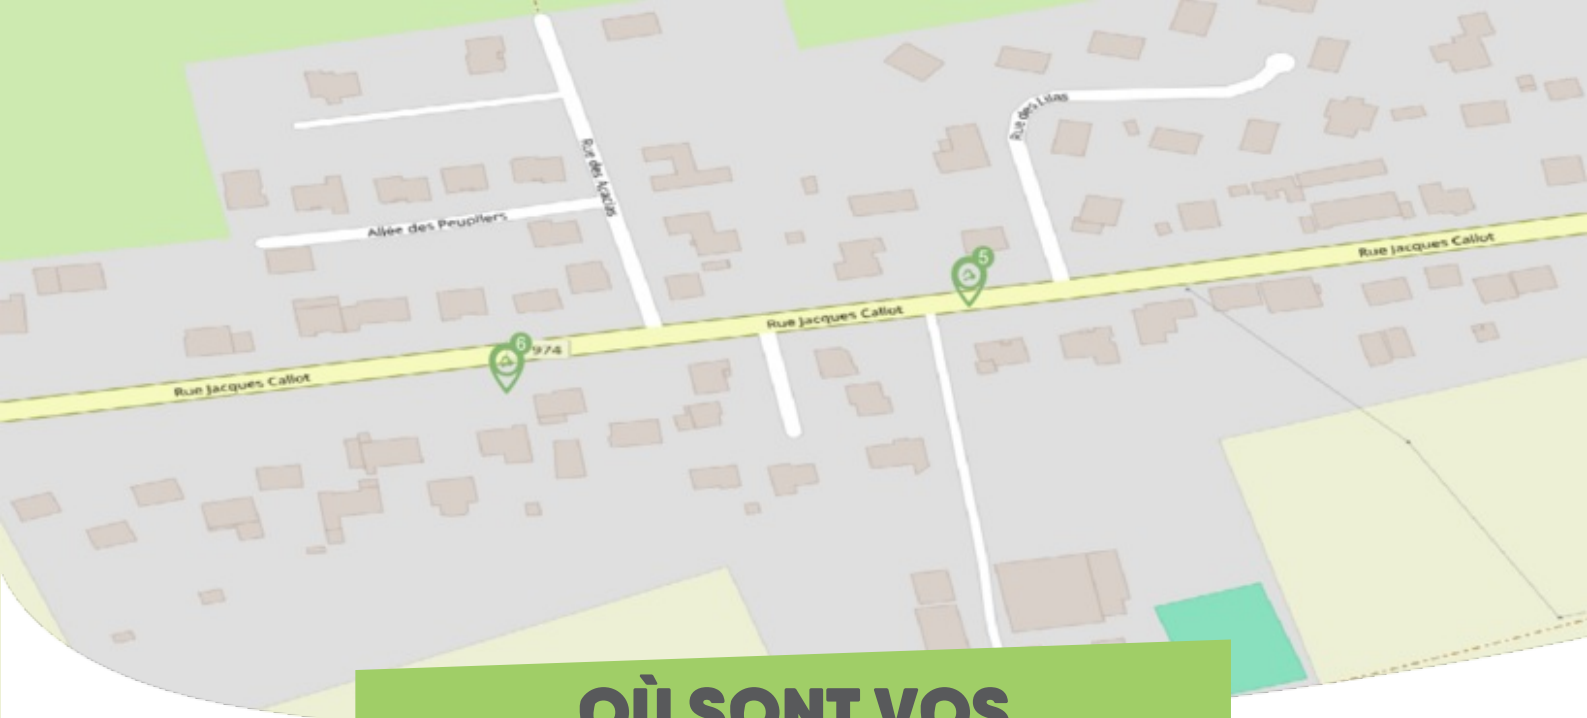 Rue des Lilas
Rue des Acacias
Allée des Peupliers
Rue Jacques Callot
5
Rue Jacques Callot
6
974
Rue Jacques Callot
OÙ SONT VOS